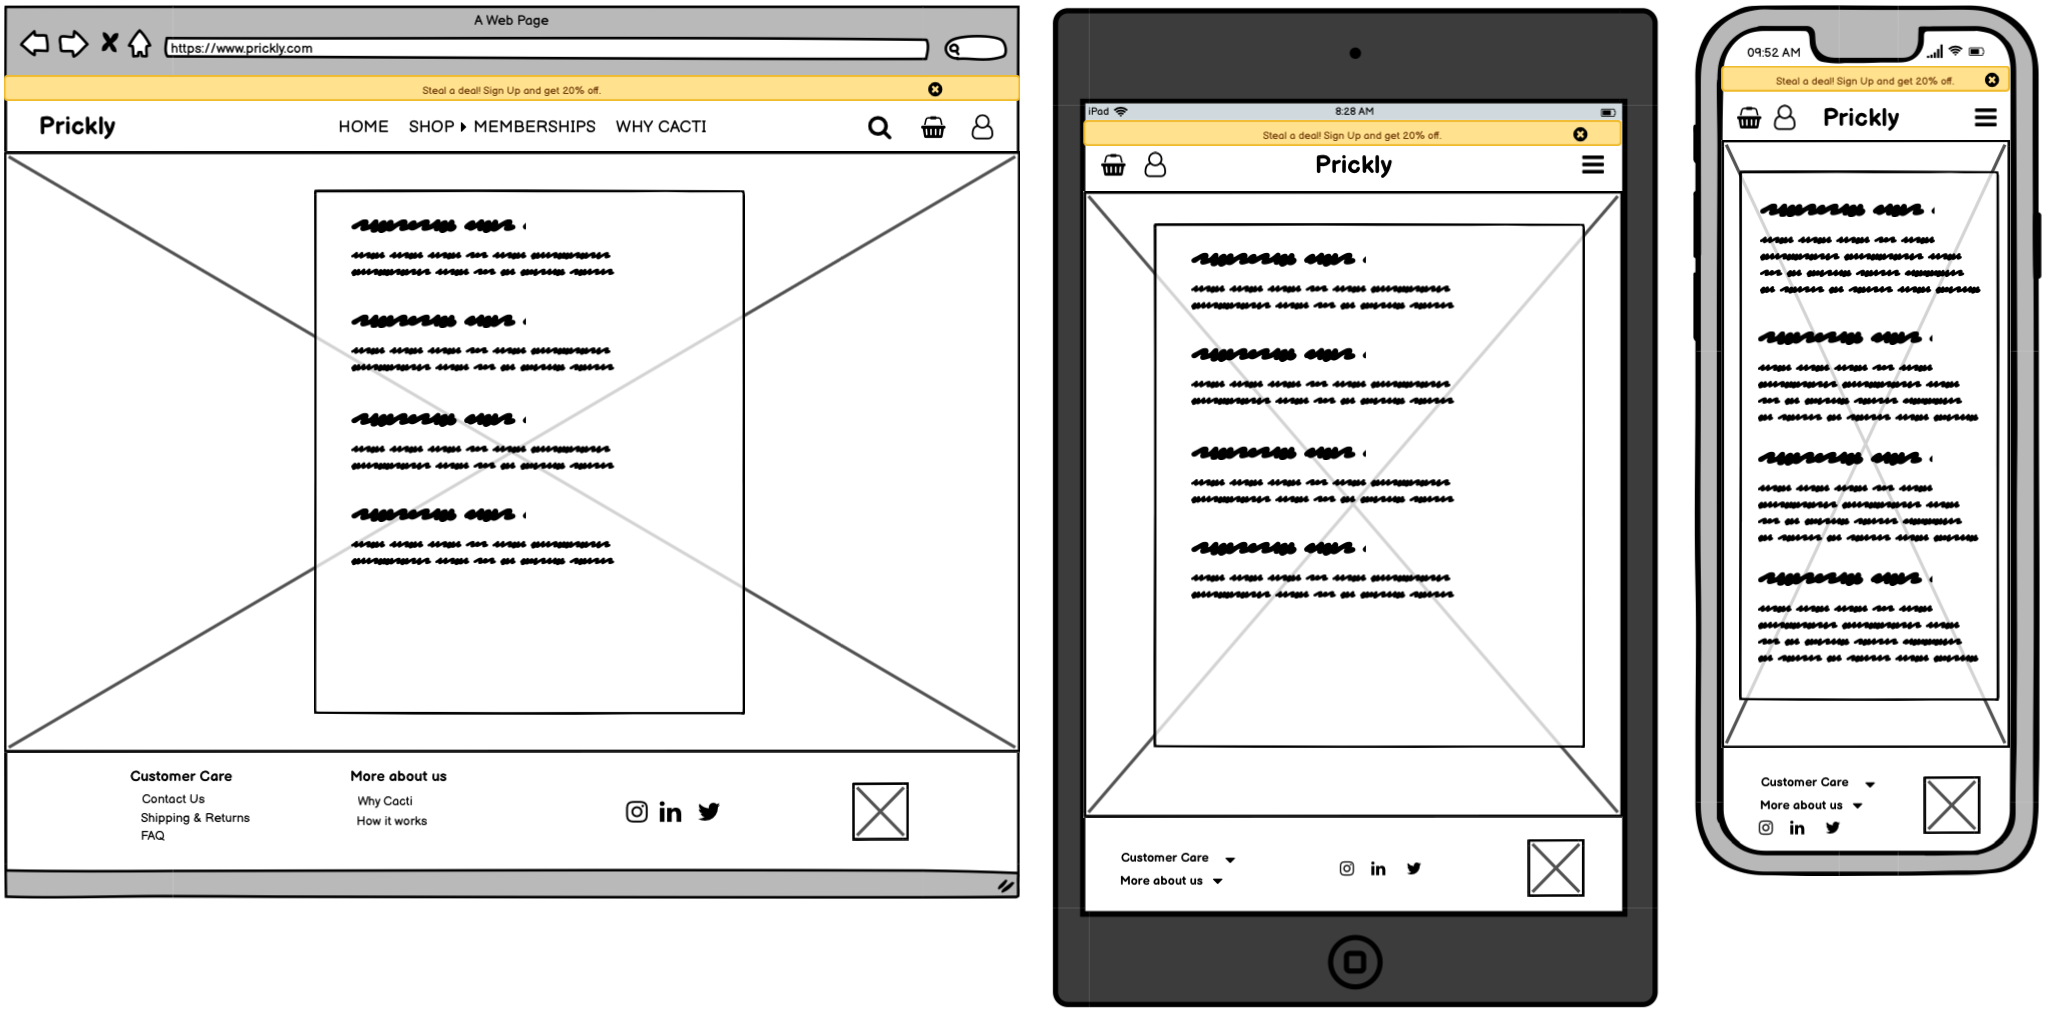 A Web Page
https://www.prickly.com
Steal a deal! Sign Up and get 20% off.
Prickly
HOME SHOP MEMBERSHIPS WHY CACTI
Customer Care
Contact Us
Shipping & Returns
FAQ
More about us
Why Cacti
How it works
iPad 8:28 AM
Steal a deal! Sign Up and get 20% off.
Prickly
Customer Care
More about us
09:52 AM
Steal a deal! Sign Up and get 20% off.
Prickly
Customer Care
More about us